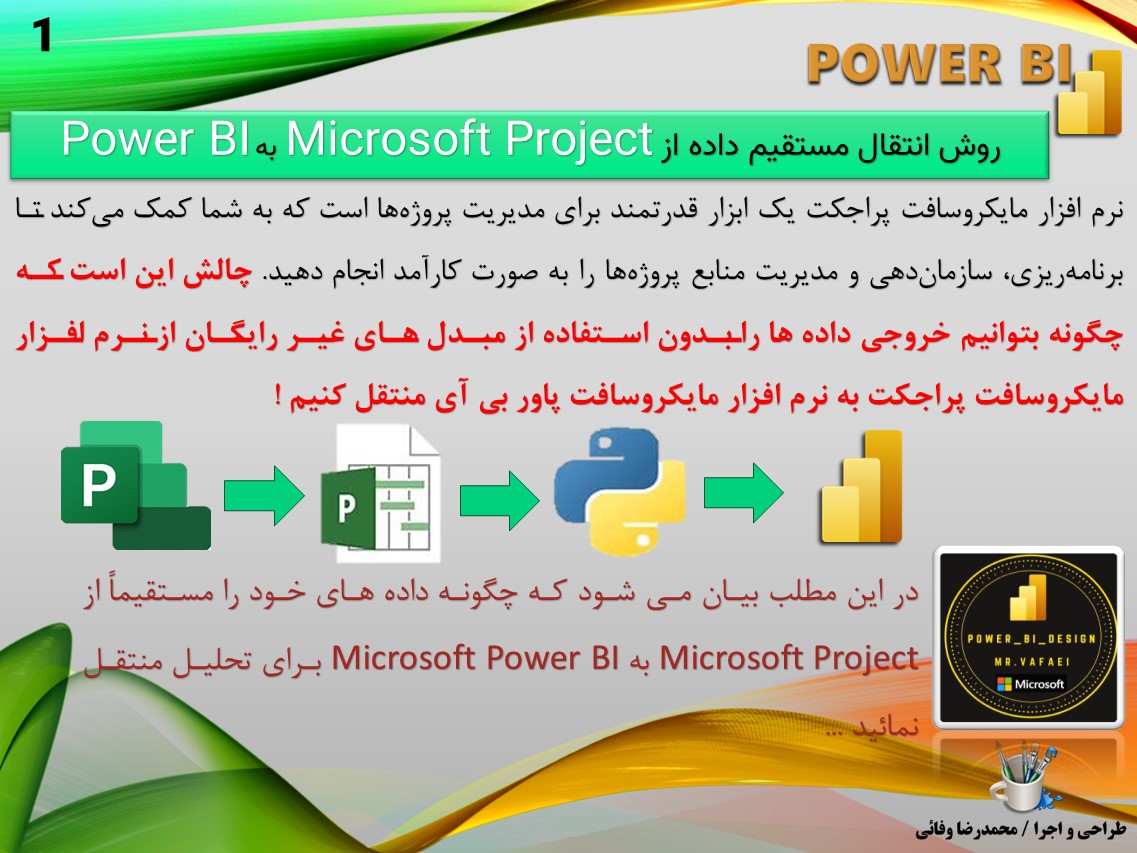 1
POWER BI
روش انتقال مستقیم داده از Microsoft Project به Power BI
نرم افزار مایکروسافت پراجکت یک ابزار قدرتمند برای مدیریت پروژه‌ها است که به شما کمک می‌کند تا
برنامه‌ریزی، سازمان‌دهی و مدیریت منابع پروژه‌ها را به صورت کارآمد انجام دهید. چالش این است که
چگونه بتوانیم خروجی داده ها را بدون استفاده از مبدل های غیر رایگان از نرم افزار
مایکروسافت پراجکت به نرم افزار مایکروسافت پاور بی آی منتقل کنیم !
P
P
در این مطلب بیان می شود که چگونه داده های خود را مستقیماً از
Microsoft Project به Microsoft Power BI برای تحلیل منتقل
نمائید ...
POWER_BI_DESIGN
MR.VAFAEI
Microsoft
طراحی و اجرا / محمدرضا وفائی